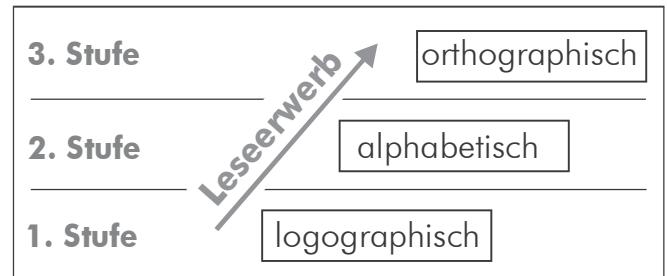 3. Stufe
orthographisch
Leseerwerb
2. Stufe
alphabetisch
1. Stufe
logographisch